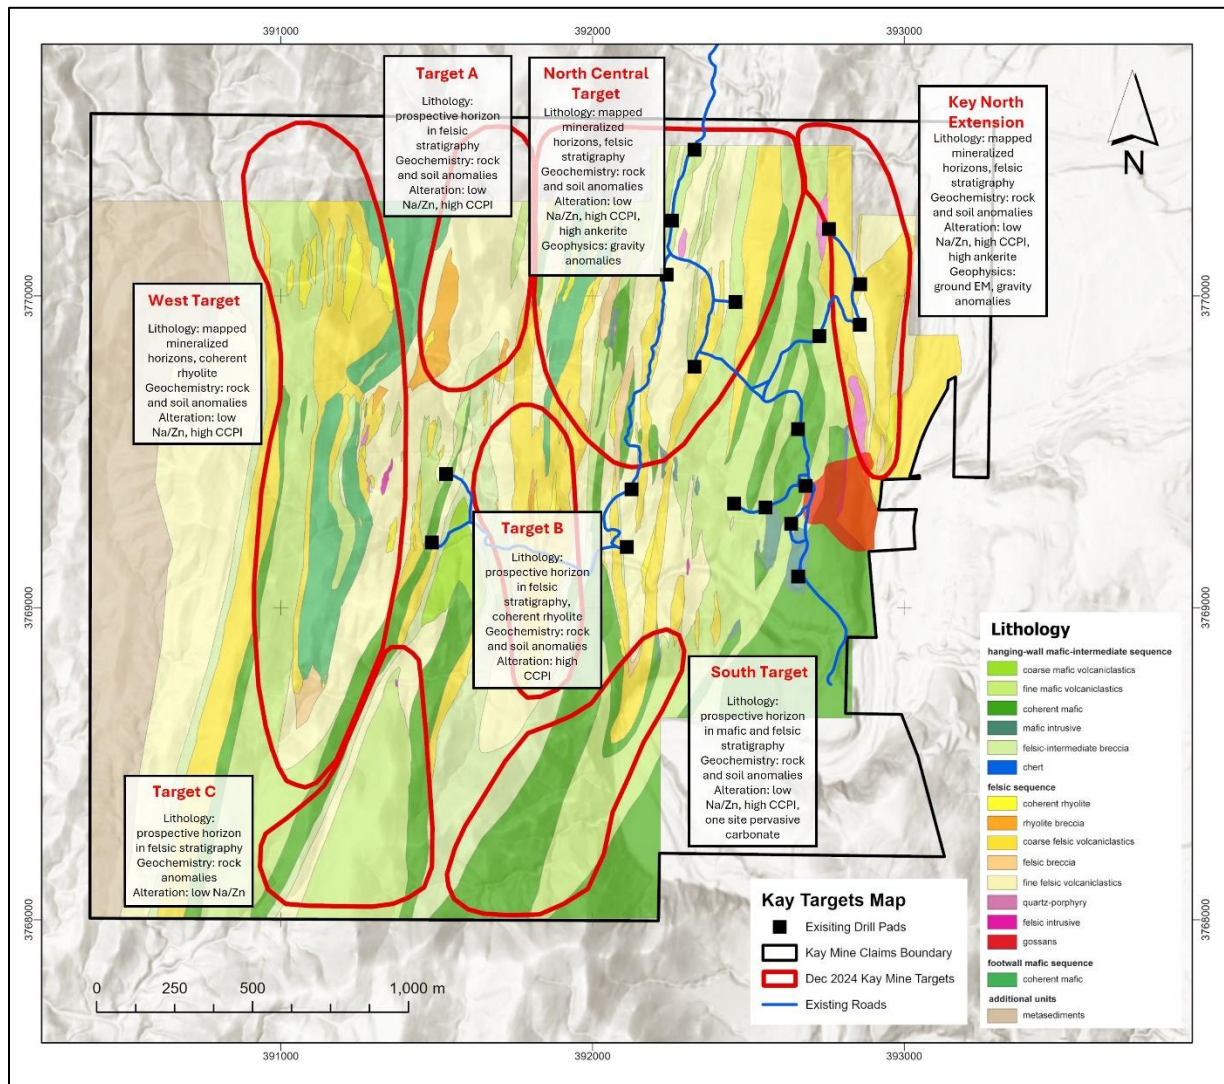 391000
392000
393000
Target A
Lithology:
prospective horizon
in felsic
stratigraphy
Geochemistry: rock
and soil anomalies
Alteration: low
Na/Zn, high CCPI
North Central
Target
Lithology: mapped
mineralized
horizons, felsic
stratigraphy
Geochemistry: rock
and soil anomalies
Alteration: low
Na/Zn, high CCPI,
high ankerite
Geophysics: gravity
anomalies
Key North
Extension
Lithology: mapped
mineralized
horizons, felsic
stratigraphy
Geochemistry: rock
and soil anomalies
Alteration: low
Na/Zn, high CCPI,
high ankerite
Geophysics:
ground EM, gravity
anomalies
N
3770000
3770000
West Target
Lithology: mapped
mineralized
horizons, coherent
rhyolite
Geochemistry: rock
and soil anomalies
Alteration: low
Na/Zn, high CCPI
Target B
Lithology:
prospective horizon
in felsic
stratigraphy,
coherent rhyolite
Geochemistry: rock
and soil anomalies
Alteration: high
CCPI
3769000
3769000
South Target
Lithology:
prospective horizon
in mafic and felsic
stratigraphy
Geochemistry: rock
and soil anomalies
Alteration: low
Na/Zn, high CCPI,
one site pervasive
carbonate
Target C
Lithology:
prospective horizon
in felsic stratigraphy
Geochemistry: rock
anomalies
Alteration: low Na/Zn
3768000
3768000
Lithology
hanging-wall mafic-intermediate sequence
coarse mafic volcaniclastics
fine mafic volcaniclastics
coherent mafic
mafic intrusive
felsic-intermediate breccia
chert
felsic sequence
coherent rhyolite
rhyolite breccia
coarse felsic volcaniclastics
felsic breccia
fine felsic volcaniclastics
quartz-porphyry
felsic intrusive
gossans
footwall mafic sequence
coherent mafic
additional units
metasediments
Kay Targets Map
Exisiting Drill Pads
Kay Mine Claims Boundary
Dec 2024 Kay Mine Targets
Existing Roads
0 250 500 1,000 m
391000
392000
393000